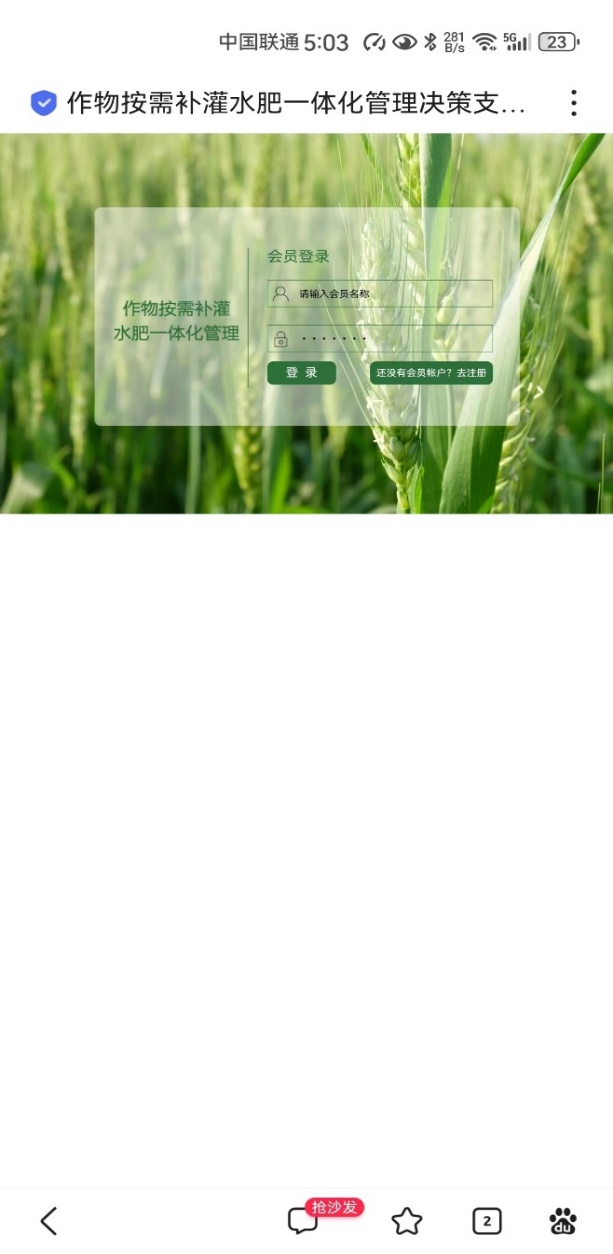 中国联通 5:03 281 B/s 5G 23
作物按需补灌水肥一体化管理决策支...
会员登录
请输入会员名称
作物按需补灌
水肥一体化管理
·······
登 录 还没有会员帐户？去注册
抢沙发
2
du